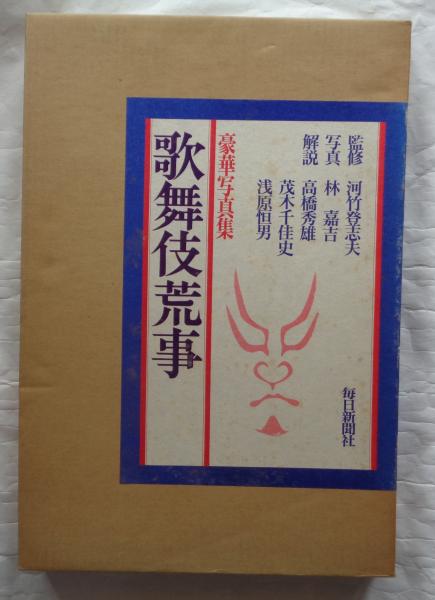 監修 河竹登志夫
写真 林 嘉吉
解説 高橋秀雄
茂木千佳史
浅原恒男
豪華写真集
歌舞伎荒事
毎日新聞社